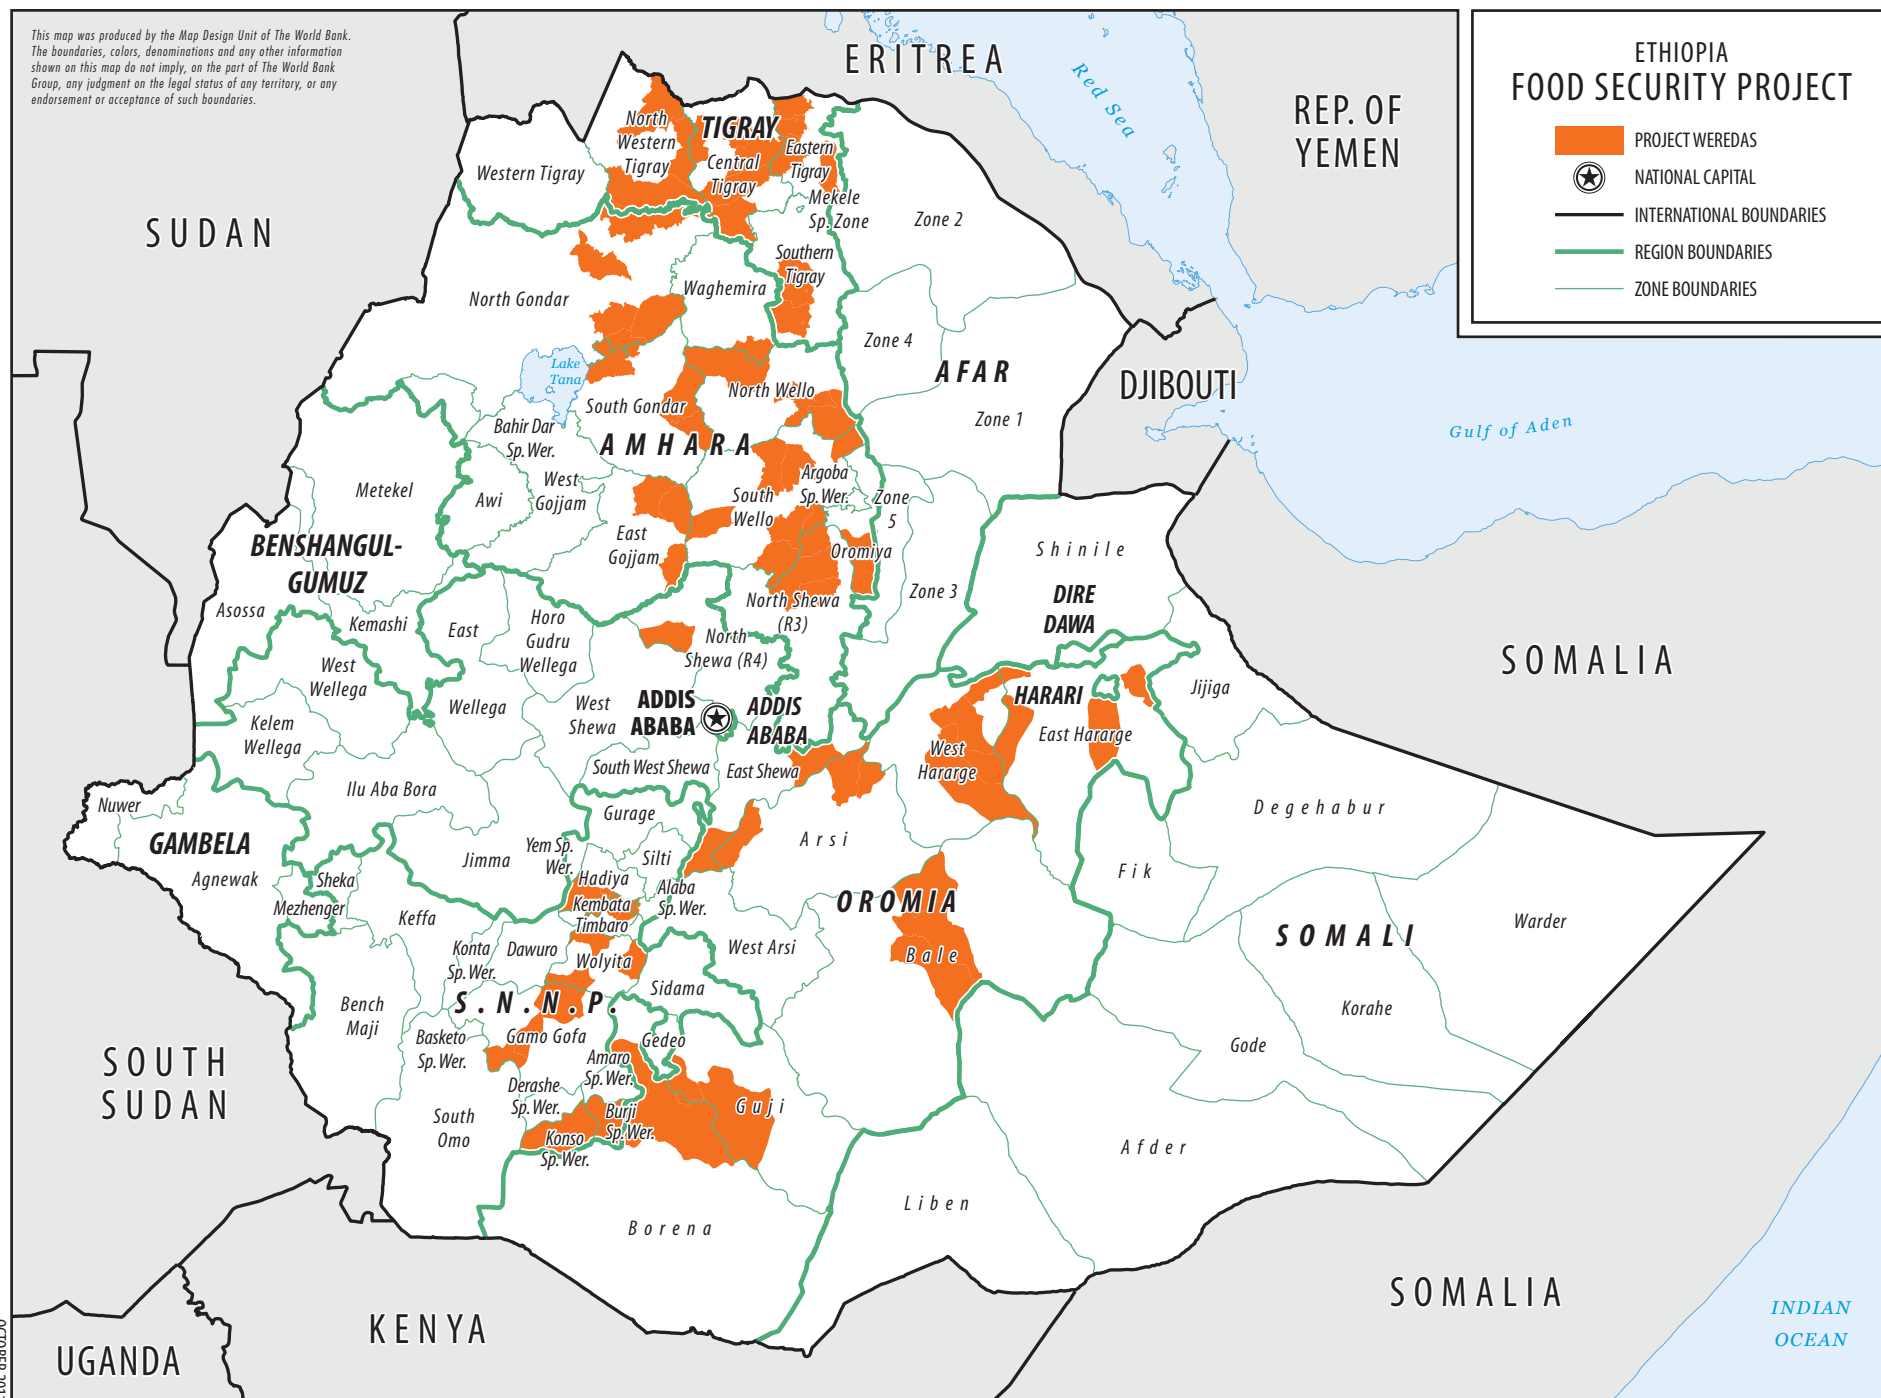 This map was produced by the Map Design Unit of The World Bank.
The boundaries, colors, denominations and any other information
shown on this map do not imply, on the part of The World Bank
Group, any judgment on the legal status of any territory, or any
endorsement or acceptance of such boundaries.
ETHIOPIA
FOOD SECURITY PROJECT
PROJECT WEREDAS
NATIONAL CAPITAL
INTERNATIONAL BOUNDARIES
REGION BOUNDARIES
ZONE BOUNDARIES
ERITREA
Red Sea
REP. OF
YEMEN
SUDAN
North
Western
Tigray
TIGRAY
Western Tigray
Central
Tigray
Eastern
Tigray
Mekele
Sp. Zone
Zone 2
Southern
Tigray
North Gondar
Waghemira
Zone 4
AFAR
Lake
Tana
DJIBOUTI
North Wello
South Gondar
Zone 1
Gulf of Aden
Bahir Dar
Sp. Wer.
AMHARA
Metekel
Awi
West
Gojjam
South
Wello
Argoba
Sp. Wer.
Zone
5
BENSHANGUL-
GUMUZ
East
Gojjam
Oromiya
Shinile
Asossa
Kemashi
East
Horo
Gudru
Wellega
North Shewa
(R3)
Zone 3
DIRE
DAWA
North
Shewa (R4)
SOMALIA
West
Wellega
Wellega
West
Shewa
ADDIS
ABABA
ADDIS
ABABA
HARARI
Jijiga
Kelem
Wellega
West
Hararge
East Hararge
South West Shewa
East Shewa
Ilu Aba Bora
Nuwer
Gurage
Degehabur
GAMBELA
Jimma
Yem Sp.
Wer.
Silti
Arsi
Agnewak
Sheka
Hadiya
Alaba
Sp. Wer.
Fik
Mezhenger
Keffa
Kembata
Timbaro
OROMIA
SOMALI
Warder
Konta
Sp. Wer.
Dawuro
Wolyita
West Arsi
Bale
Bench
Maji
S.N.N.P.
Sidama
Korahe
Basketo
Sp. Wer.
Gamo Gofa
Gedeo
Gode
SOUTH
SUDAN
Amaro
Sp. Wer.
Derashe
Sp. Wer.
Burji
Sp. Wer.
Guji
South
Omo
Konso
Sp. Wer.
Afder
Liben
Borena
SOMALIA
KENYA
UGANDA
INDIAN
OCEAN